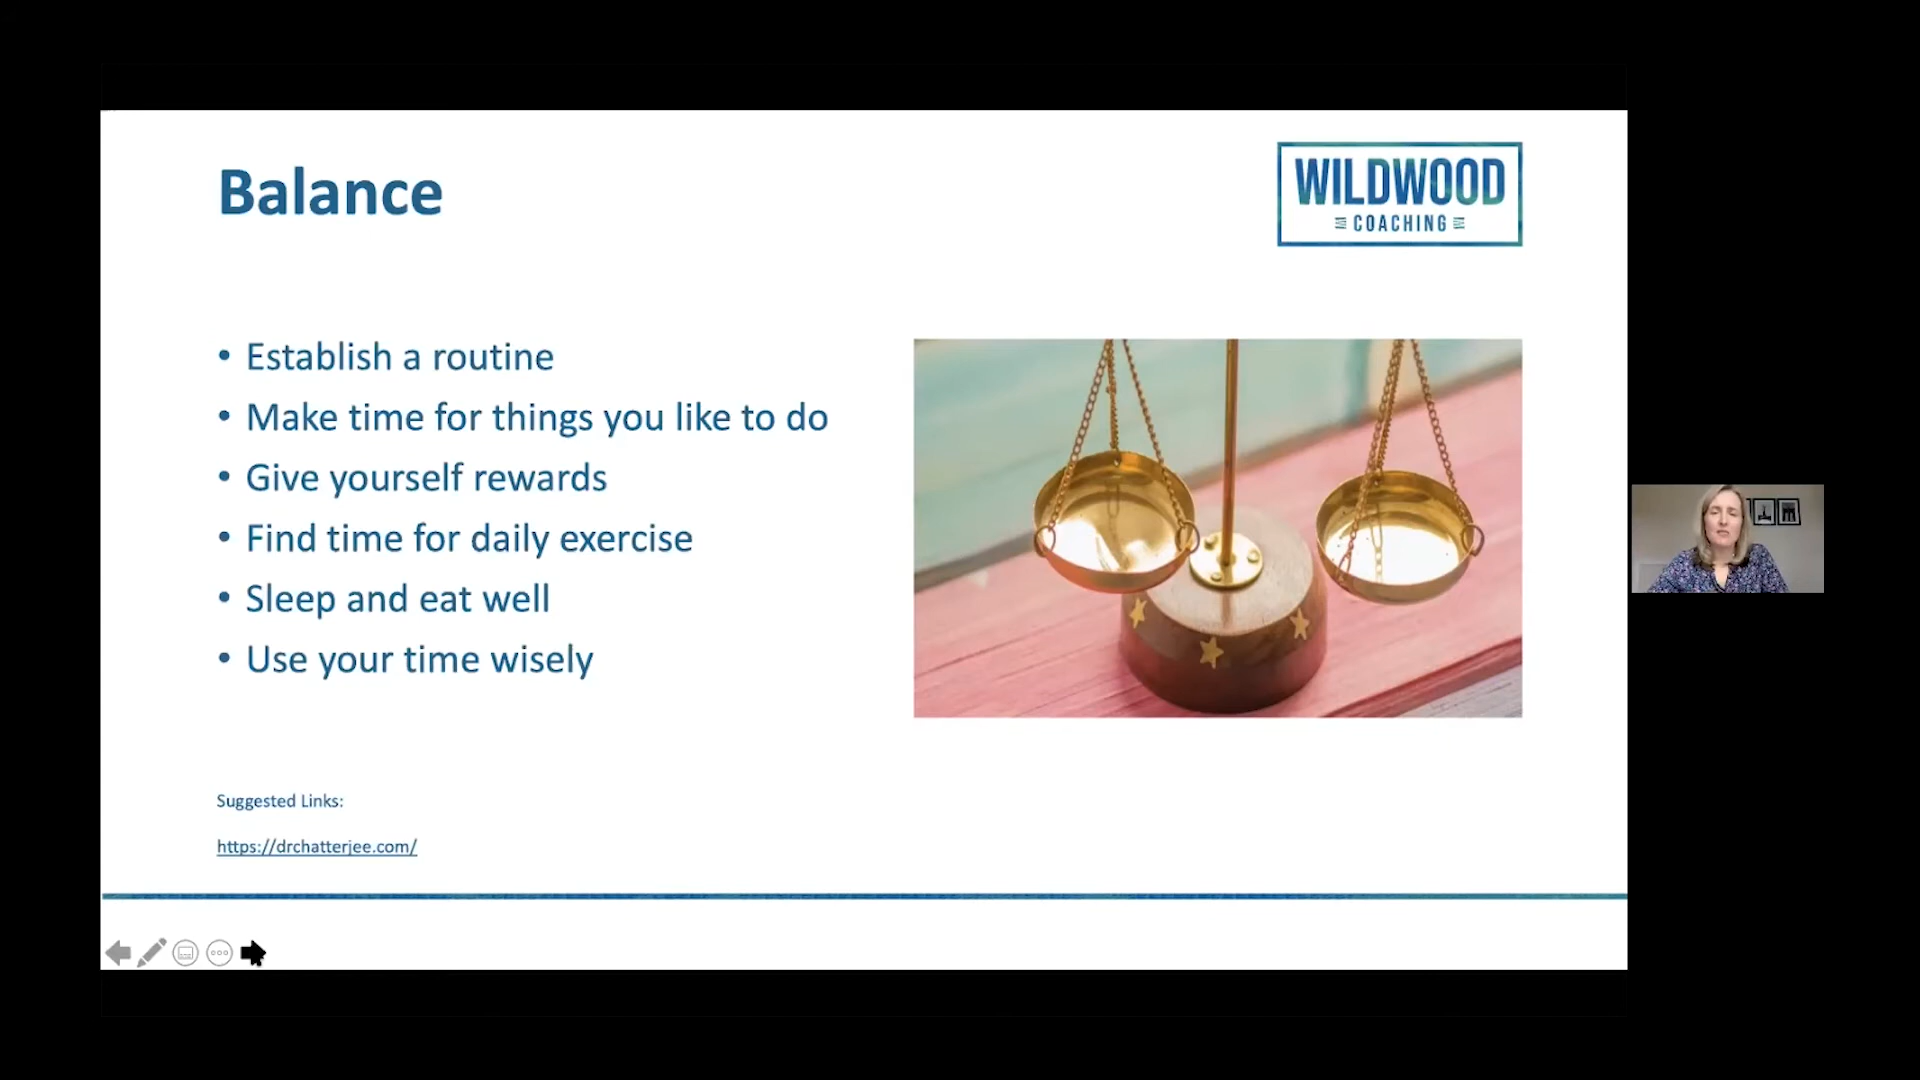 Balance
WILDWOOD
COACHING
• Establish a routine
• Make time for things you like to do
• Give yourself rewards
• Find time for daily exercise
• Sleep and eat well
• Use your time wisely
Suggested Links:
https://drchatterjee.com/